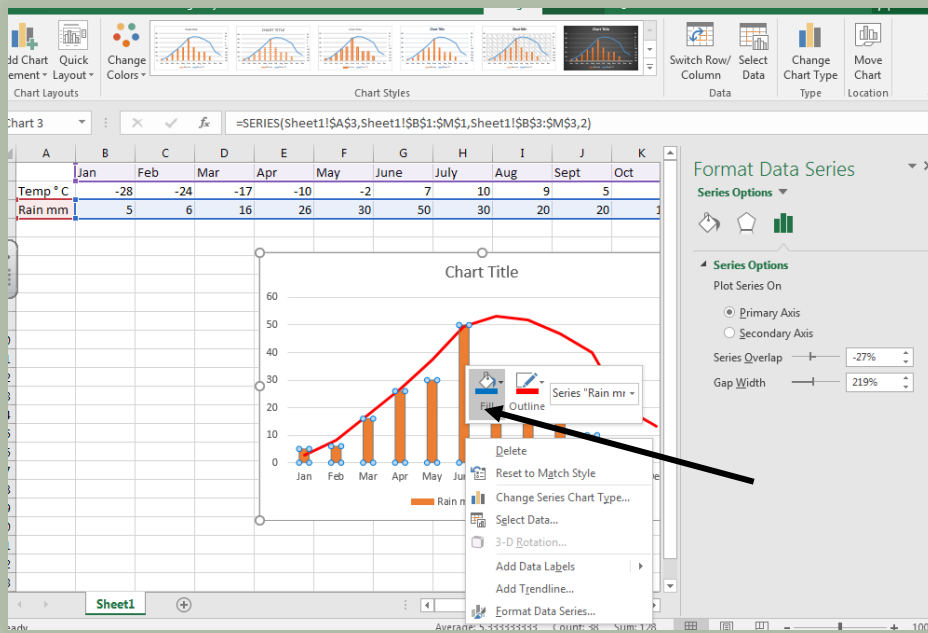 dd Chart Quick Change
ement Layout Colors
Switch Row/ Select Change Move
Column Data Chart Type Chart
Chart Layouts Chart Styles Data Type Location
Chart 3 fx =SERIES(Sheet1!$A$3,Sheet1!$B$1:$M$1,Sheet1!$B$3:$M$3,2)
A B C D E F G H I J K
Jan Feb Mar Apr May June July Aug Sept Oct
Temp ° C -28 -24 -17 -10 -2 7 10 9 5
Rain mm 5 6 16 26 30 50 30 20 20 1
Chart Title
60
50
40
30
20
10
0
Jan Feb Mar Apr May Ju
Rain m
Fill Outline Series "Rain mr
Delete
Reset to Match Style
Change Series Chart Type...
Select Data...
3-D Rotation...
Add Data Labels
Add Trendline...
Format Data Series...
Format Data Series
Series Options
Series Options
Plot Series On
Primary Axis
Secondary Axis
Series Overlap -27%
Gap Width 219%
Sheet1
eady Average: 5.333333333 Count: 38 Sum: 128 100